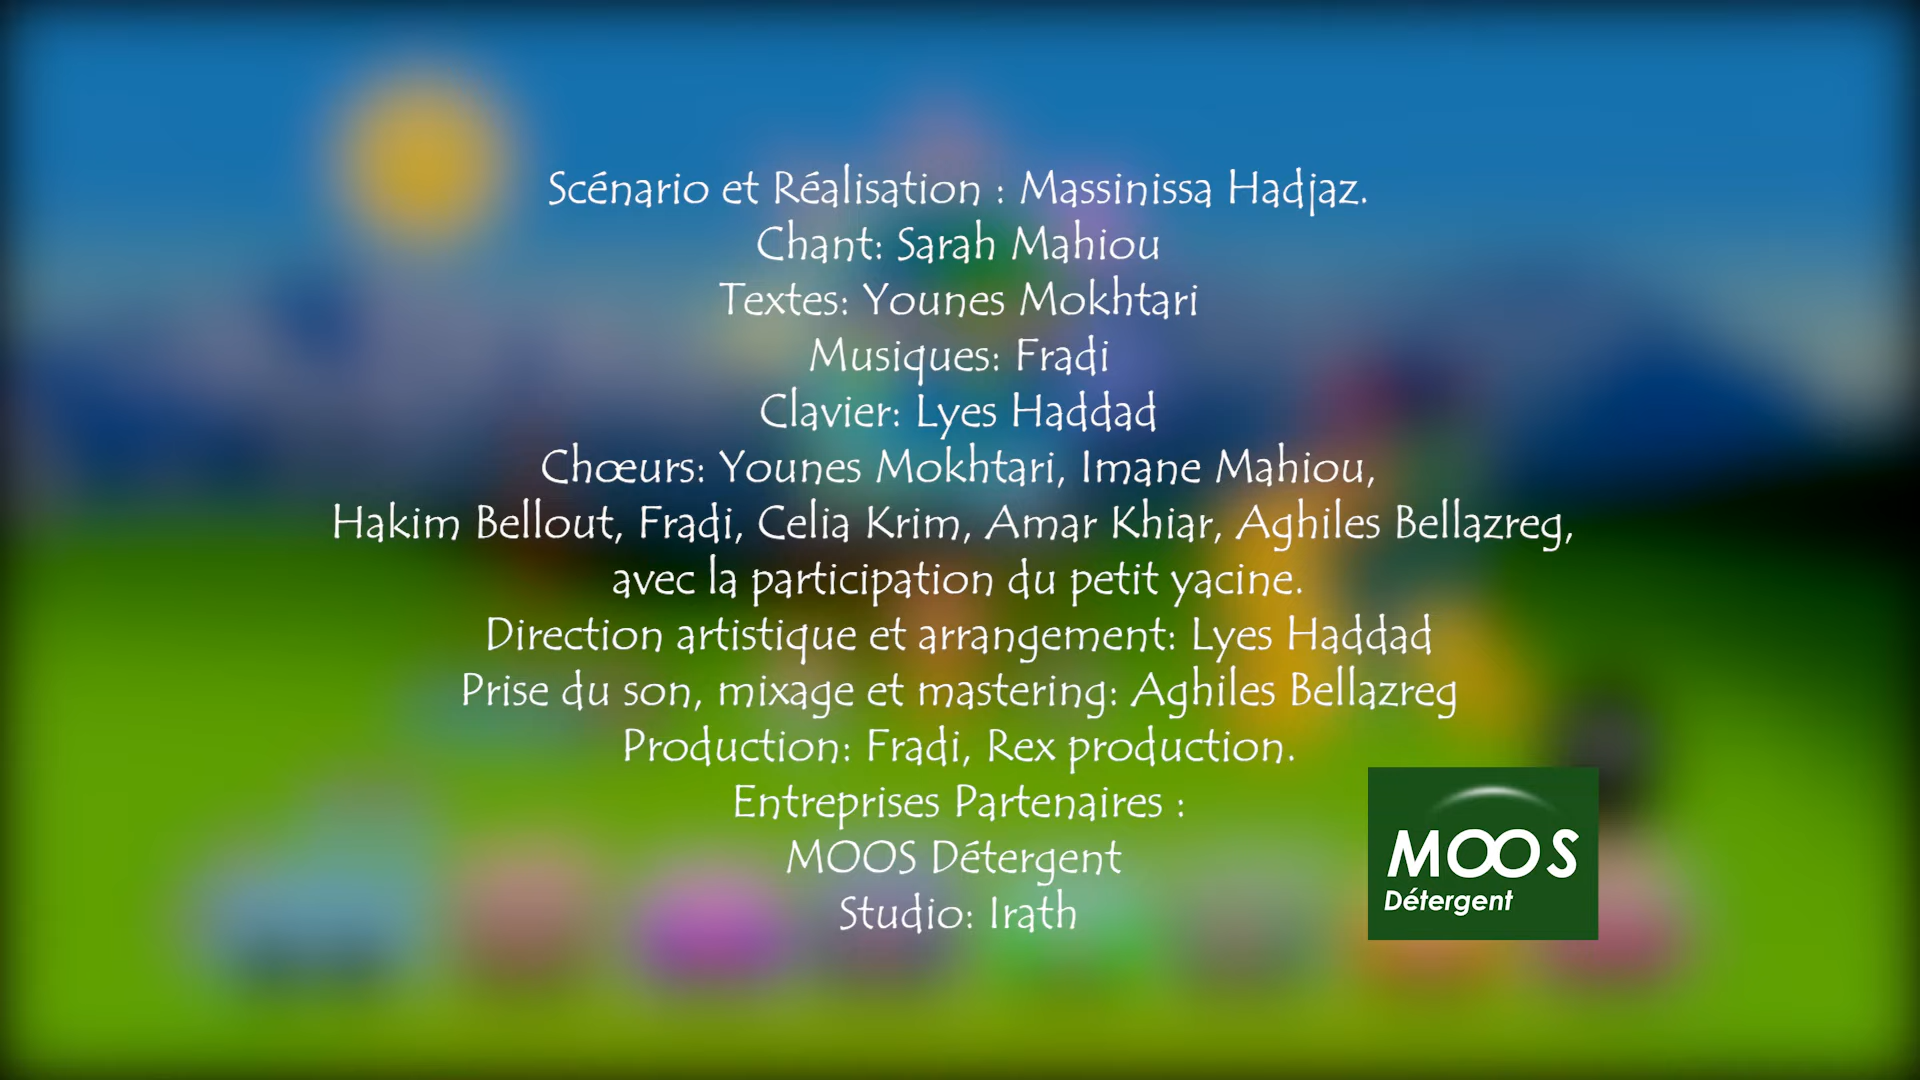 Scénario et Réalisation : Massinissa Hadjaz.
Chant: Sarah Mahiou
Textes: Younes Mokhtari
Musiques: Fradi
Clavier: Lyes Haddad
Chœurs: Younes Mokhtari, Imane Mahiou,
Hakim Bellout, Fradi, Celia Krim, Amar Khiar, Aghiles Bellazreg,
avec la participation du petit yacine.
Direction artistique et arrangement: Lyes Haddad
Prise du son, mixage et mastering: Aghiles Bellazreg
Production: Fradi, Rex production.
Entreprises Partenaires :
MOOS Détergent
Studio: Irath
MOOS
Détergent